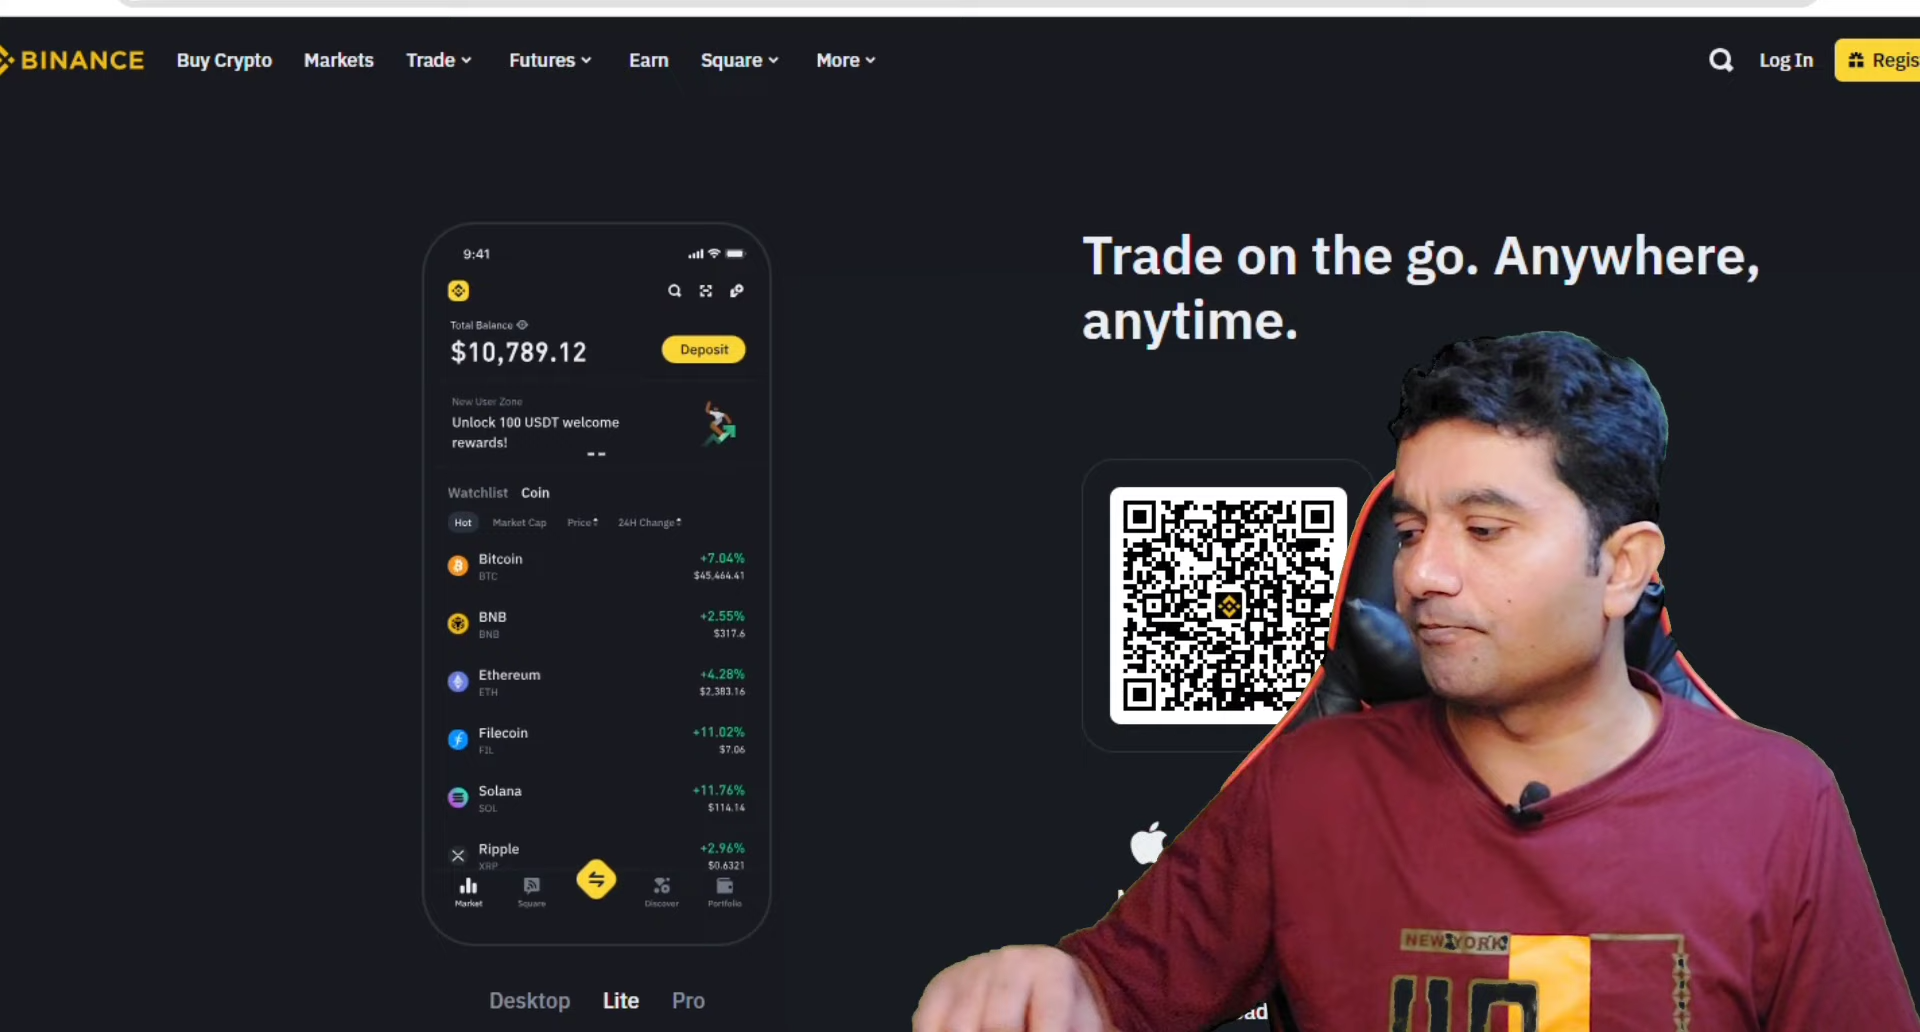 BINANCE Buy Crypto Markets Trade Futures Earn Square More Log In
9:41
Total Balance
$10,789.12 Deposit
New User Zone
Unlock 100 USDT welcome
rewards!
Watchlist Coin
Hot Market Cap Price 24H Change
Bitcoin +7.04%
BTC $45,464.41
BNB +2.55%
BNB $317.6
Ethereum +4.28%
ETH $2,383.16
Filecoin +11.02%
FIL $7.06
Solana +11.76%
SOL $114.14
Ripple +2.96%
XRP $0.6321
Market Square Discover Portfolio
Desktop Lite Pro
Trade on the go. Anywhere,
anytime.
NEW YORK